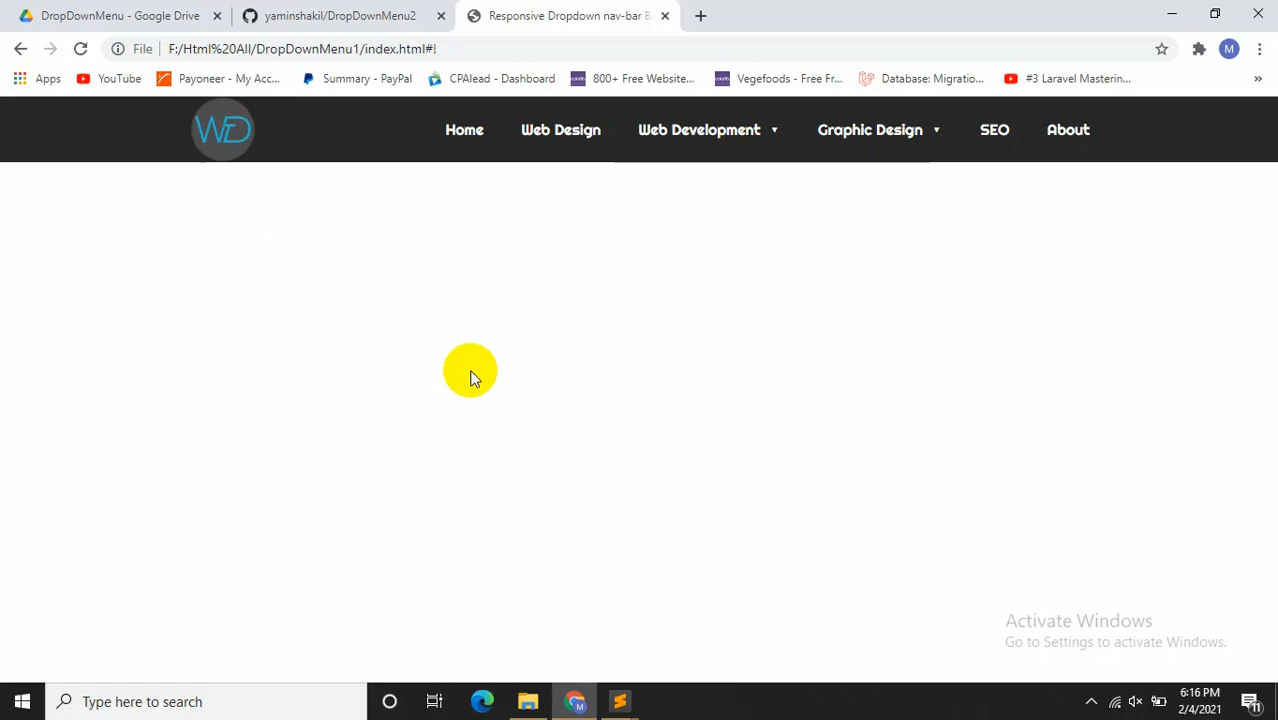 DropDownMenu - Google Drive
yaminshakil/DropDownMenu2
Responsive Dropdown nav-bar B
File
F:/Html%20All/DropDownMenu1/index.html#!
M
Apps
YouTube
Payoneer - My Acc...
Summary - PayPal
CPAlead - Dashboard
800+ Free Website...
Vegefoods - Free Fr...
Database: Migratio...
#3 Laravel Masterin...
»
WD
Home
Web Design
Web Development
Graphic Design
SEO
About
Activate Windows
Go to Settings to activate Windows.
Type here to search
M
6:16 PM
2/4/2021
11